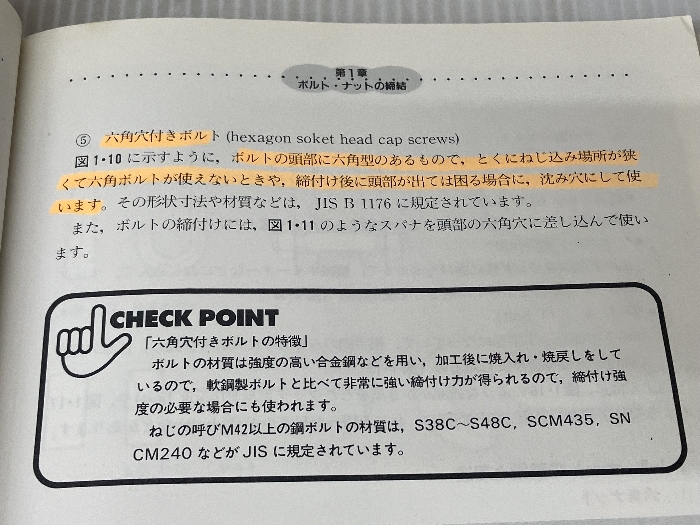 第1章
ボルト・ナットの締結
⑤ 六角穴付きボルト (hexagon soket head cap screws)
図1・10に示すように，ボルトの頭部に六角型のあるもので，とくにねじ込み場所が狭
くて六角ボルトが使えないときや，締付け後に頭部が出ては困る場合に，沈み穴にして使
います。その形状寸法や材質などは，JIS B 1176 に規定されています。
また，ボルトの締付けには，図1・11のようなスパナを頭部の六角穴に差し込んで使い
ます。
CHECK POINT
「六角穴付きボルトの特徴」
ボルトの材質は強度の高い合金鋼などを用い，加工後に焼入れ・焼戻しをして
いるので，軟鋼製ボルトと比べて非常に強い締付け力が得られるので，締付け強
度の必要な場合にも使われます。
ねじの呼びM42以上の鋼ボルトの材質は，S38C～S48C，SCM435，SN
CM240 などが JIS に規定されています。